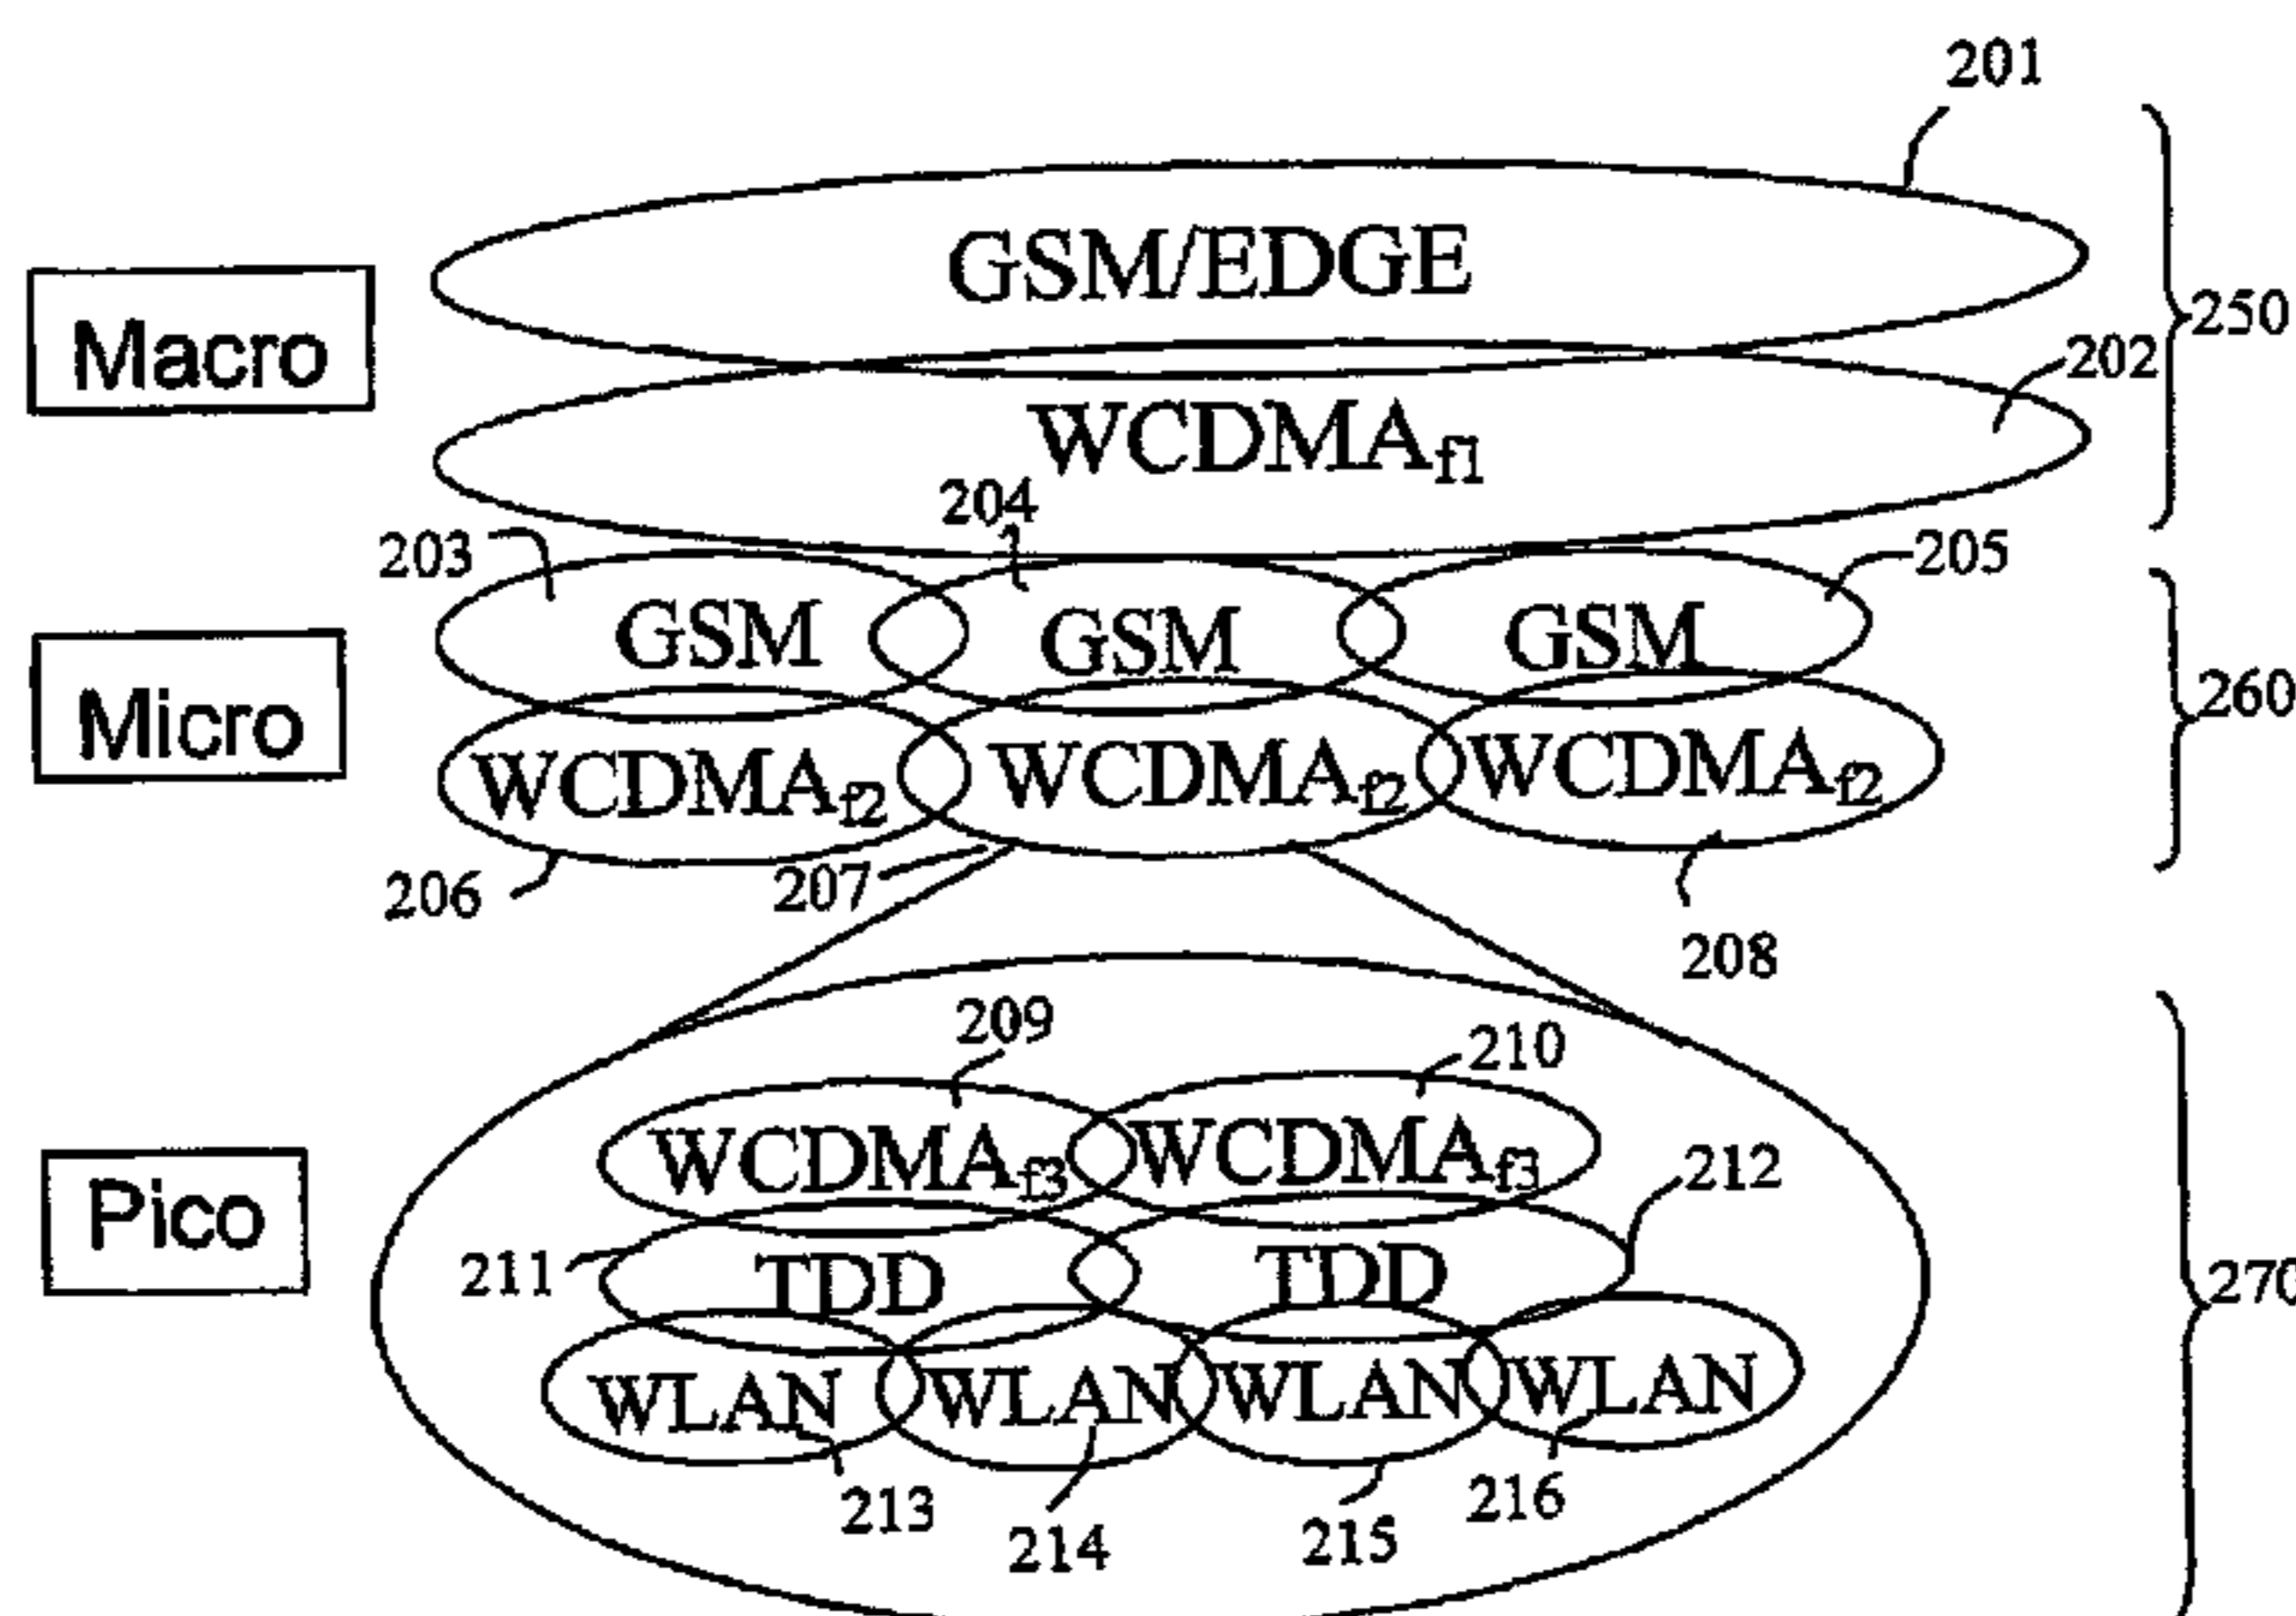 201
GSM/EDGE
250
Macro
202
WCDMAf1
204
203
205
GSM GSM GSM
260
Micro
WCDMAf2 WCDMAf2 WCDMAf2
206
207
208
209
210
WCDMAf3 WCDMAf3
212
Pico
211
TDD TDD
270
WLAN WLAN WLAN WLAN
213
214
215
216